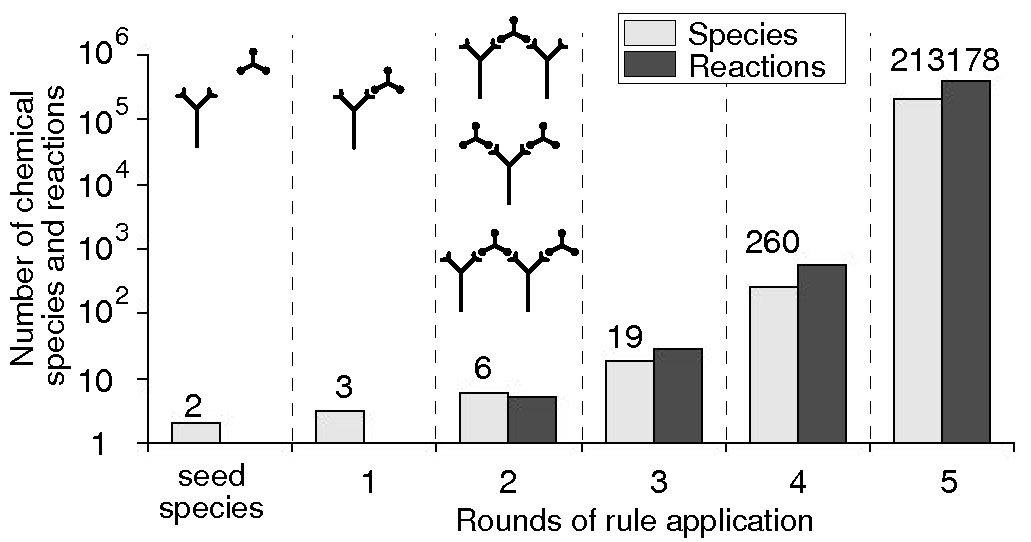 Number of chemical
species and reactions
10^6
10^5
10^4
10^3
10^2
10
1
Species
Reactions
2
3
6
19
260
213178
seed
species
1
2
3
4
5
Rounds of rule application